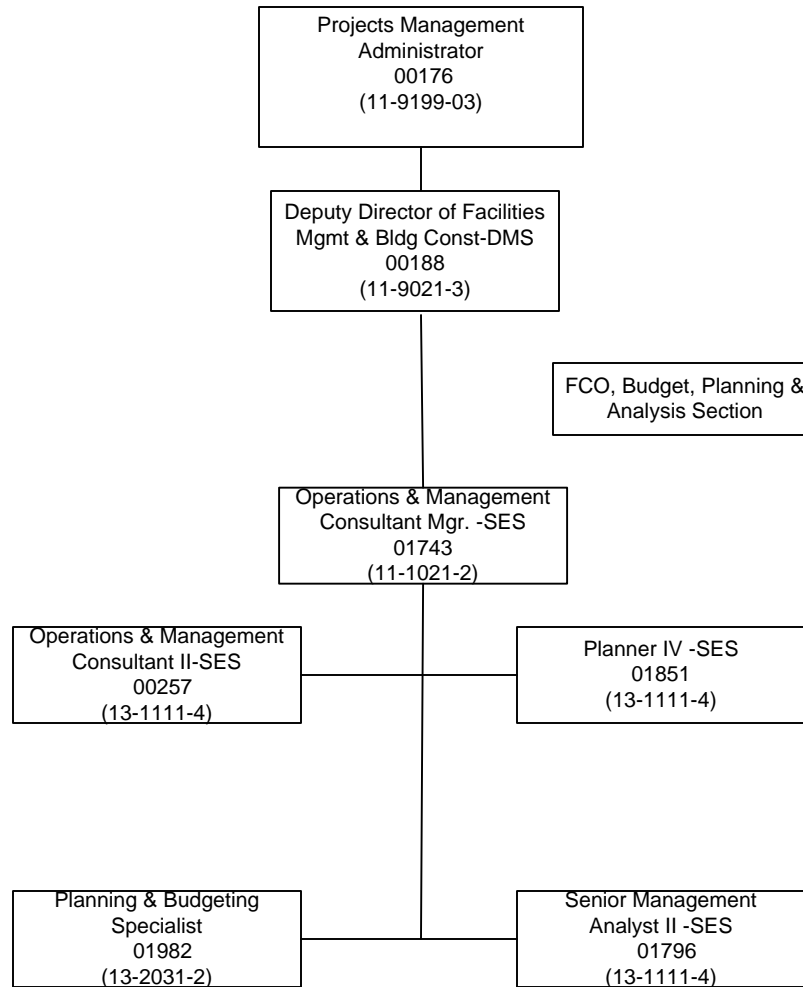 Projects Management
Administrator
00176
(11-9199-03)
Deputy Director of Facilities
Mgmt & Bldg Const-DMS
00188
(11-9021-3)
FCO, Budget, Planning &
Analysis Section
Operations & Management
Consultant Mgr. -SES
01743
(11-1021-2)
Operations & Management
Consultant II-SES
00257
(13-1111-4)
Planner IV -SES
01851
(13-1111-4)
Planning & Budgeting
Specialist
01982
(13-2031-2)
Senior Management
Analyst II -SES
01796
(13-1111-4)